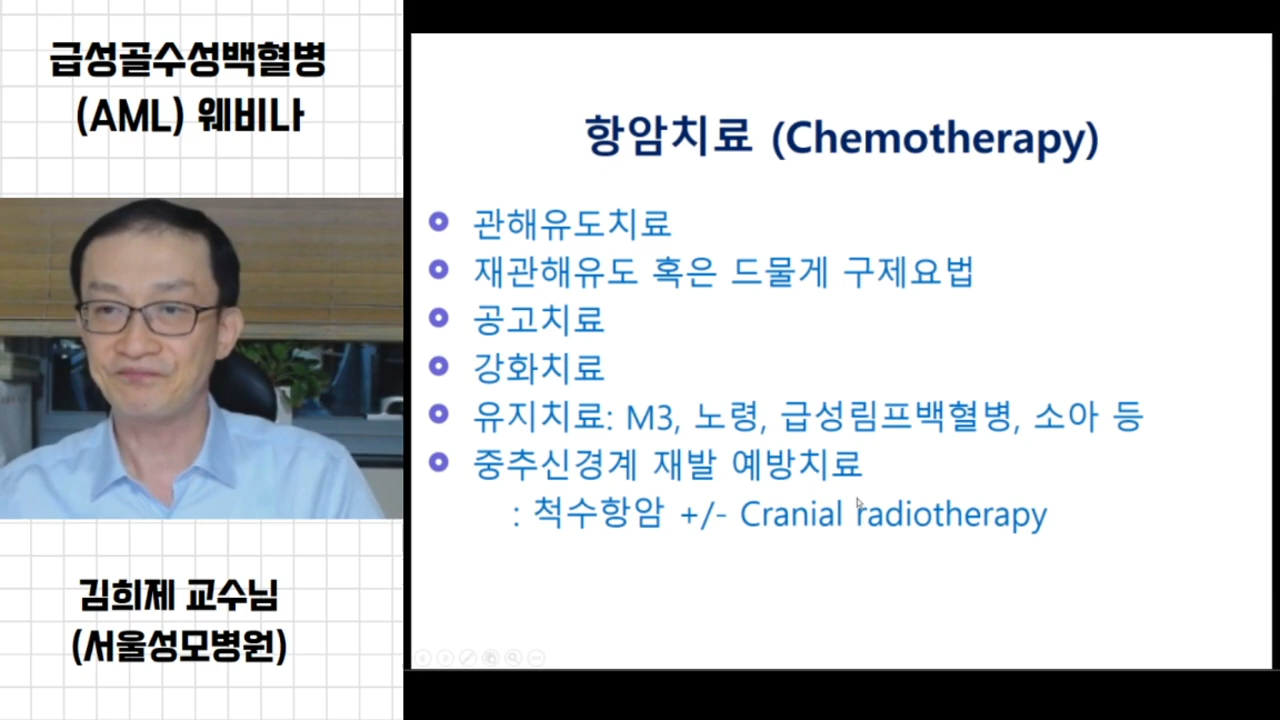 급성골수성백혈병
(AML) 웨비나
김희제 교수님
(서울성모병원)
항암치료 (Chemotherapy)
관해유도치료
재관해유도 혹은 드물게 구제요법
공고치료
강화치료
유지치료: M3, 노령, 급성림프백혈병, 소아 등
중추신경계 재발 예방치료
: 척수항암 +/- Cranial radiotherapy